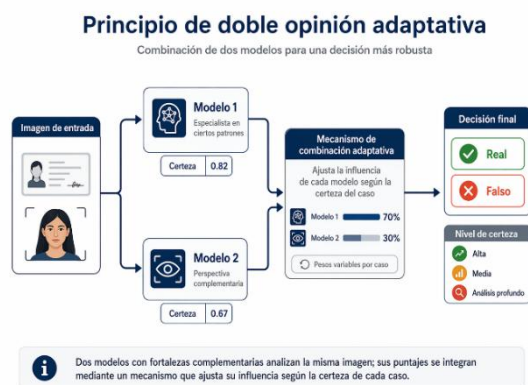 Principio de doble opinión adaptativa
Combinación de dos modelos para una decisión más robusta
Imagen de entrada
Modelo 1
Especialista en
ciertos patrones
Certeza 0.82
Modelo 2
Perspectiva
complementaria
Certeza 0.67
Mecanismo de
combinación adaptativa
Ajusta la influencia
de cada modelo según la
certeza del caso
Modelo 1 70%
Modelo 2 30%
Pesos variables por caso
Decisión final
Real
Falso
Nivel de certeza
Alta
Media
Análisis profundo
i
Dos modelos con fortalezas complementarias analizan la misma imagen; sus puntajes se integran
mediante un mecanismo que ajusta su influencia según la certeza de cada caso.